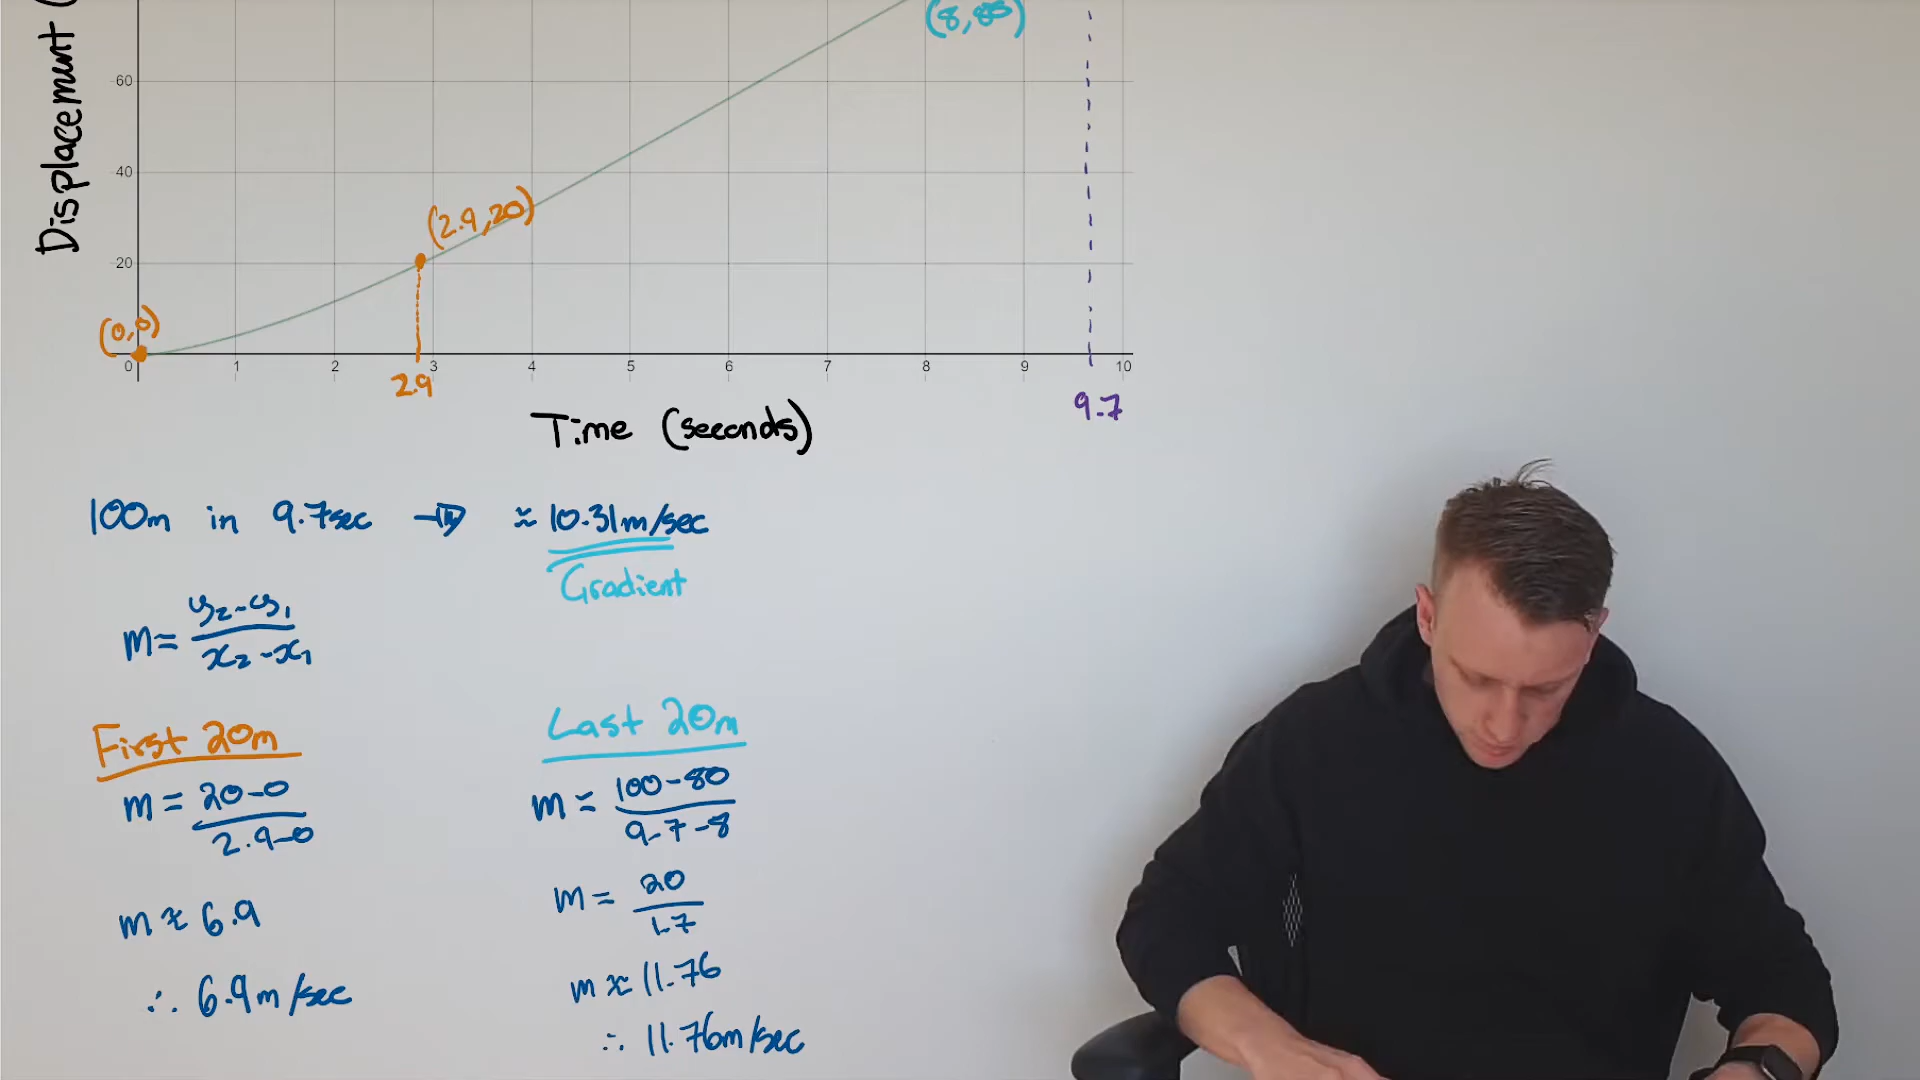 Displacement (
(8,80)
60
40
20
(2.9,20)
(0,0)
0 1 2 3 4 5 6 7 8 9 10
2.9
9.7
Time (seconds)
100m in 9.7sec → ≈ 10.31m/sec
Gradient
m = y₂-y₁
x₂-x₁
First 20m
m = 20-0
2.9-0
m ≈ 6.9
∴ 6.9m/sec
Last 20m
m = 100-80
9.7-8
m = 20
1.7
m ≈ 11.76
∴ 11.76m/sec